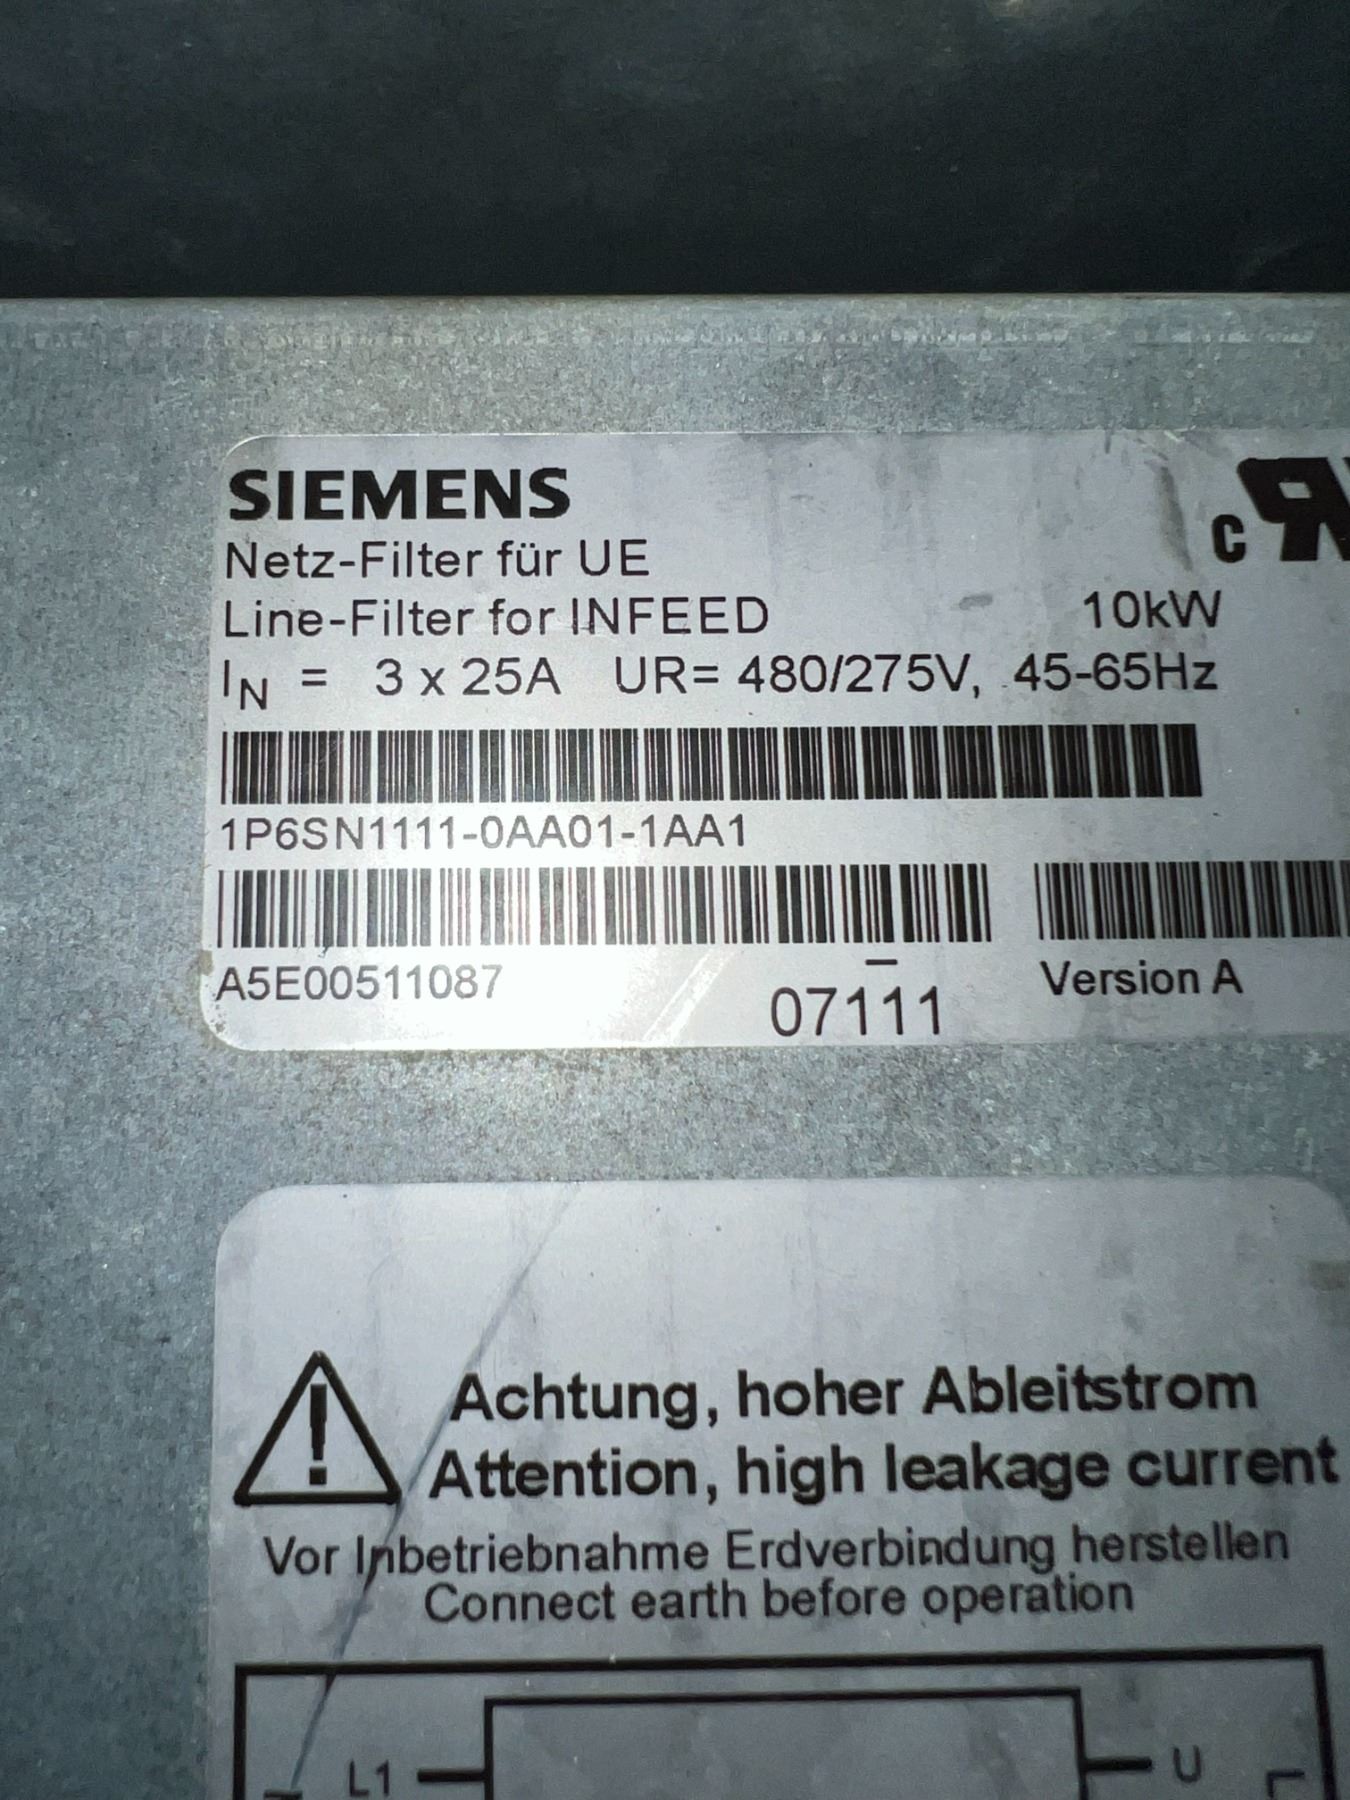 SIEMENS
Netz-Filter für UE
Line-Filter for INFEED 10kW
IN = 3 x 25A UR= 480/275V, 45-65Hz
1P6SN1111-0AA01-1AA1
A5E00511087
07111
Version A
Achtung, hoher Ableitstrom
Attention, high leakage current
Vor Inbetriebnahme Erdverbindung herstellen
Connect earth before operation
L1 U